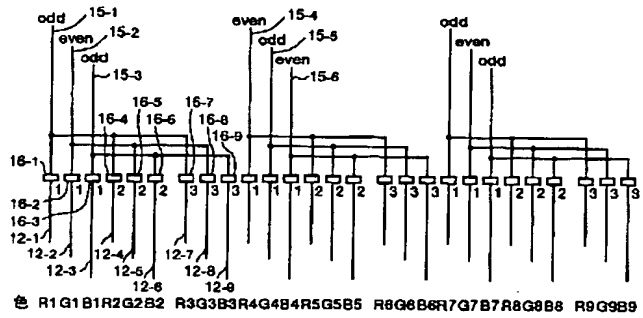 odd 15-1 15-4 odd
even 15-2 even even
odd odd 15-5 odd
15-3 even 15-6
16-4 16-5 16-6 16-7 16-8 16-9
16-1 1 1 1 2 2 2 3 3 3 1 1 1 2 2 2 3 3 3 1 1 1 2 2 2 3 3 3
16-2
16-3
12-1 12-4 12-7
12-2 12-5 12-8
12-3 12-6 12-9
色 R1G1B1R2G2B2 R3G3B3R4G4B4R5G5B5 R6G6B6R7G7B7R8G8B8 R9G9B9